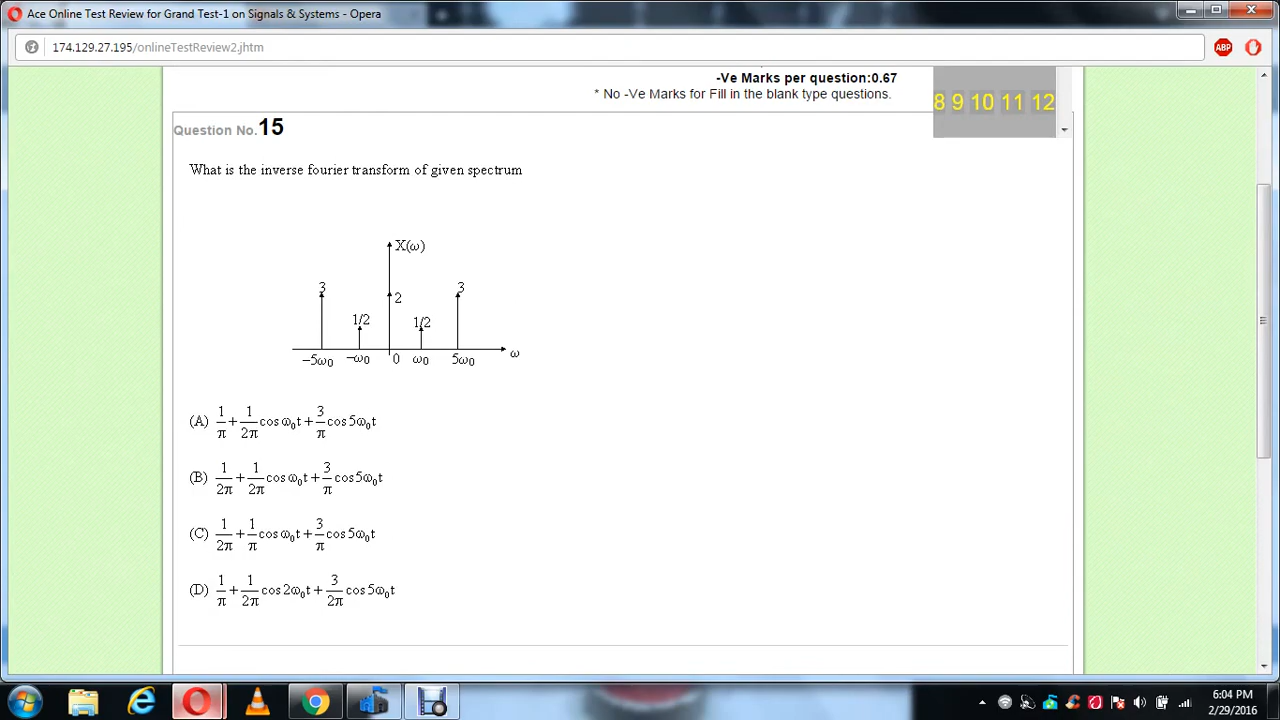 Ace Online Test Review for Grand Test-1 on Signals & Systems - Opera
174.129.27.195/onlineTestReview2.jhtm
ABP
-Ve Marks per question:0.67
* No -Ve Marks for Fill in the blank type questions.
8 9 10 11 12
Question No.15
What is the inverse fourier transform of given spectrum
X(ω)
3 3
2
1/2 1/2
−5ω₀ −ω₀ 0 ω₀ 5ω₀ ω
(A) 1/π + 1/2π cos ω₀t + 3/π cos 5ω₀t
(B) 1/2π + 1/2π cos ω₀t + 3/π cos 5ω₀t
(C) 1/2π + 1/π cos ω₀t + 3/π cos 5ω₀t
(D) 1/π + 1/2π cos 2ω₀t + 3/2π cos 5ω₀t
6:04 PM
2/29/2016